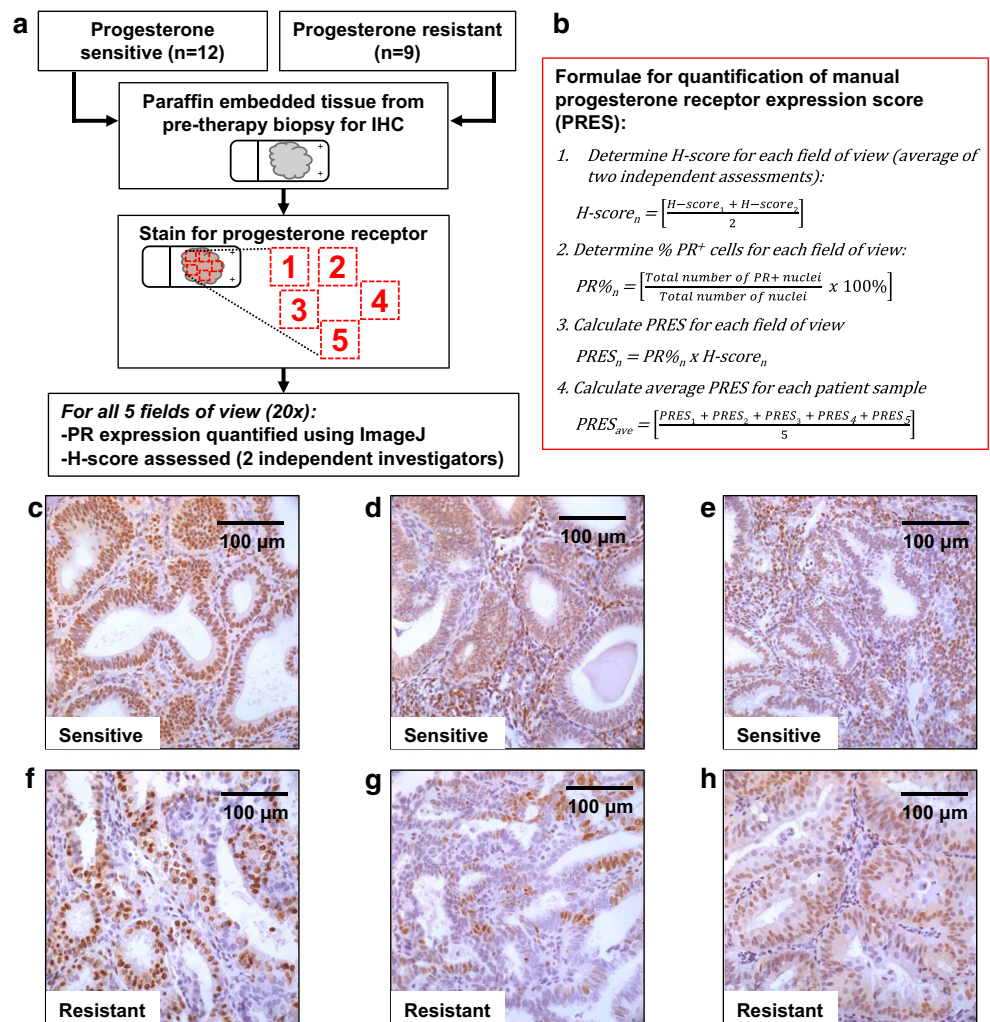 a
Progesterone
sensitive (n=12)
Progesterone resistant
(n=9)
Paraffin embedded tissue from
pre-therapy biopsy for IHC
+
+
Stain for progesterone receptor
+
+
1 2
3 4
5
For all 5 fields of view (20x):
-PR expression quantified using ImageJ
-H-score assessed (2 independent investigators)
b
Formulae for quantification of manual
progesterone receptor expression score
(PRES):
1. Determine H-score for each field of view (average of
two independent assessments):
H-scoreₙ = [(H−score₁ + H−score₂)/2]
2. Determine % PR⁺ cells for each field of view:
PR%ₙ = [Total number of PR+ nuclei/Total number of nuclei x 100%]
3. Calculate PRES for each field of view
PRESₙ = PR%ₙ x H-scoreₙ
4. Calculate average PRES for each patient sample
PRES_ave = [(PRES₁ + PRES₂ + PRES₃ + PRES₄ + PRES₅)/5]
c
100 µm
Sensitive
d
100 µm
Sensitive
e
100 µm
Sensitive
f
100 µm
Resistant
g
100 µm
Resistant
h
100 µm
Resistant